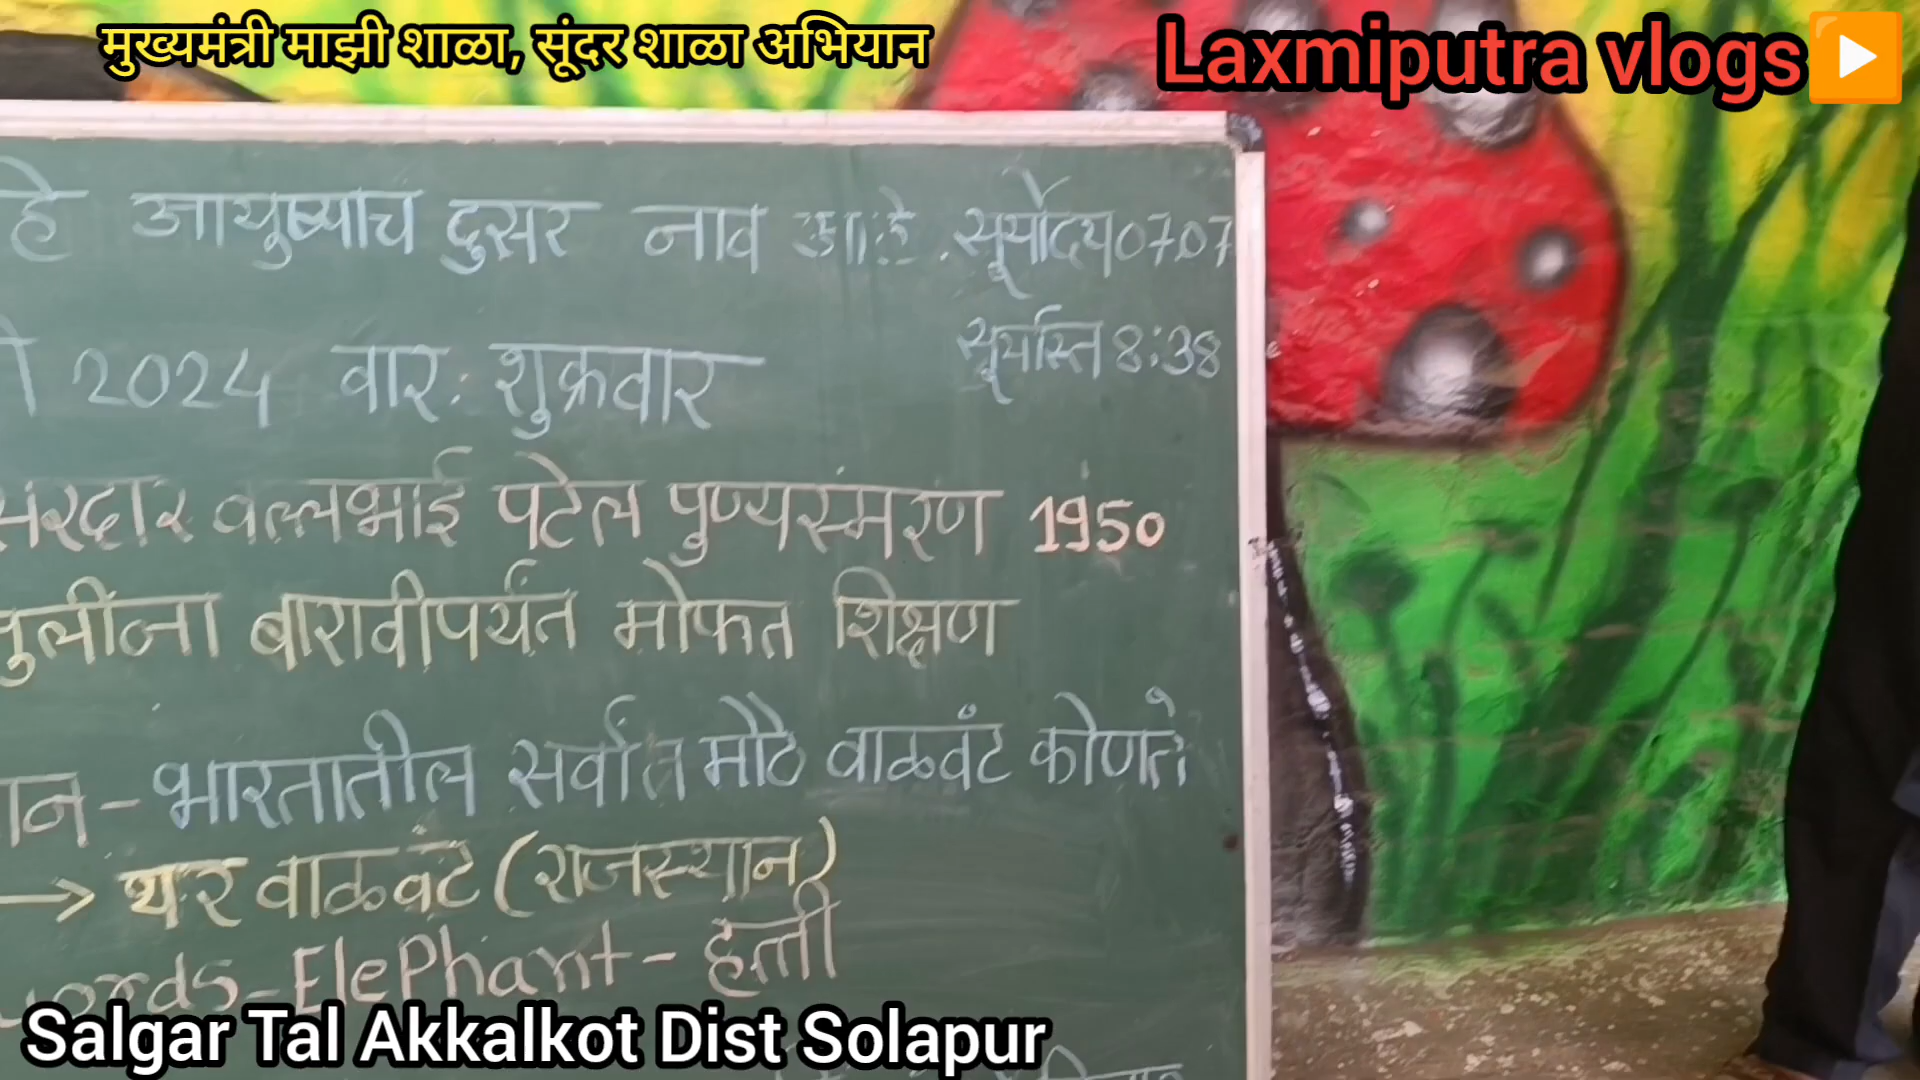 मुख्यमंत्री माझी शाळा, सूंदर शाळा अभियान
Laxmiputra vlogs
हे आयुष्याचं दुसर नाव आहे. सूर्योदय 07.07
2024 वार: शुक्रवार सूर्यास्त 8:38
सरदार वल्लभाई पटेल पुण्यस्मरण 1950
मुलींना बारावीपर्यंत मोफत शिक्षण
भारतातील सर्वात मोठे वाळवंट कोणते
→ थर वाळवंट (राजस्थान)
words - ElePhant - हत्ती
Salgar Tal Akkalkot Dist Solapur